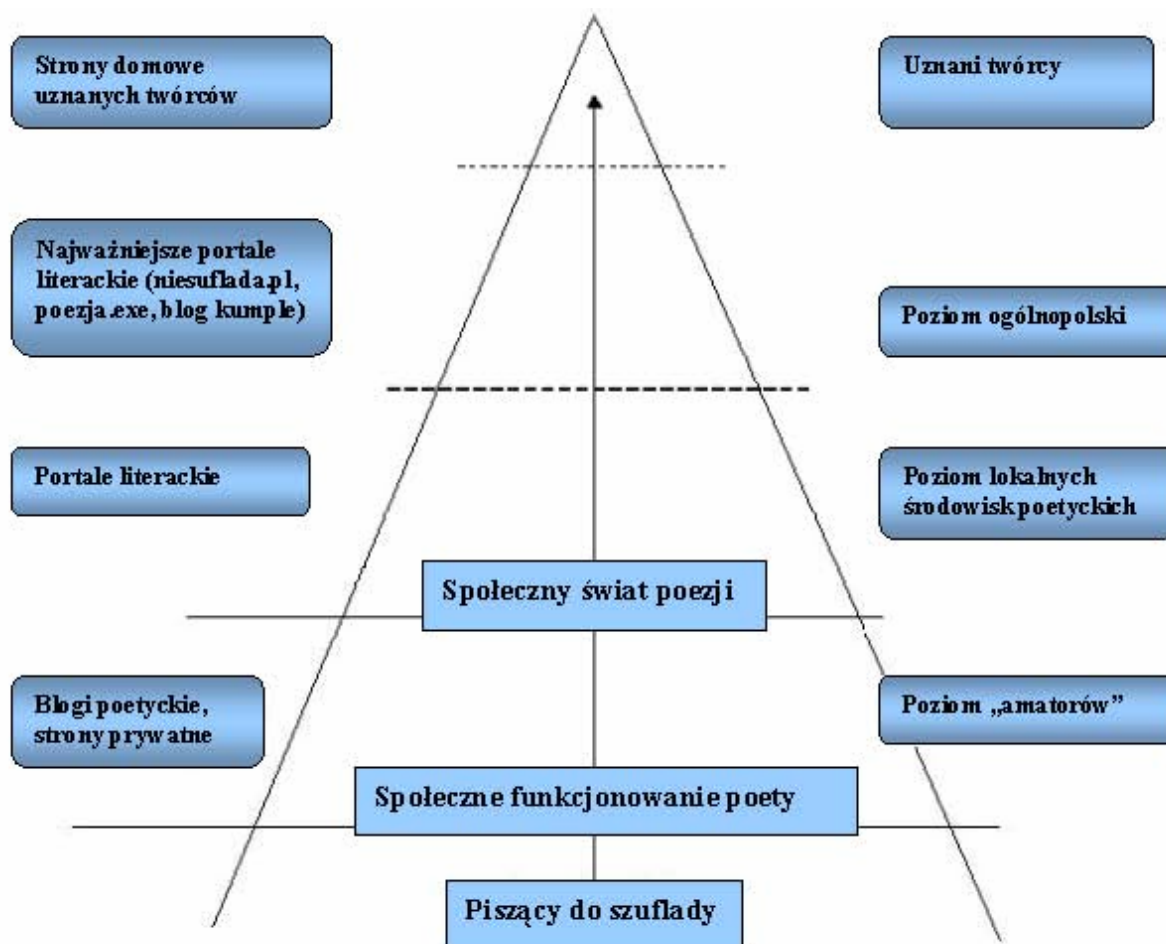 Strony domowe
uznanych twórców
Uznani twórcy
Najważniejsze portale
literackie (niesuflada.pl,
poezja.exe, blog kumple)
Poziom ogólnopolski
Portale literackie
Poziom lokalnych
środowisk poetyckich
Społeczny świat poezji
Blogi poetyckie,
strony prywatne
Poziom „amatorów”
Społeczne funkcjonowanie poety
Piszący do szuflady